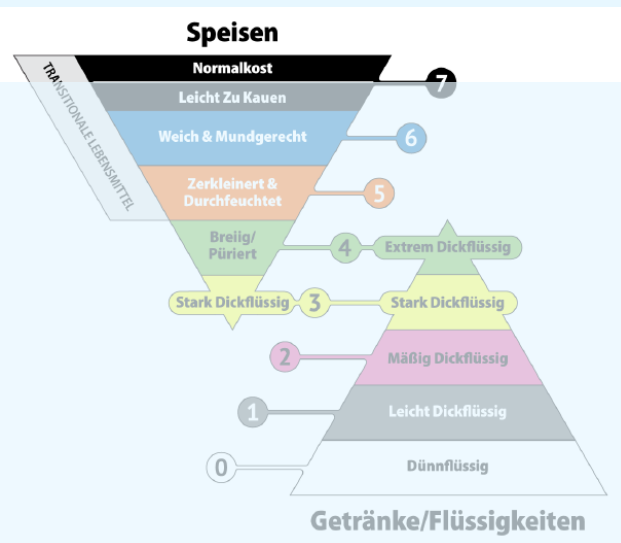 Speisen
Normalkost
7
Leicht Zu Kauen
TRANSITIONALE LEBENSMITTEL
Weich & Mundgerecht
6
Zerkleinert &
Durchfeuchtet
5
Breiig/
Püriert
4
Extrem Dickflüssig
Stark Dickflüssig
3
Stark Dickflüssig
2
Mäßig Dickflüssig
1
Leicht Dickflüssig
0
Dünnflüssig
Getränke/Flüssigkeiten